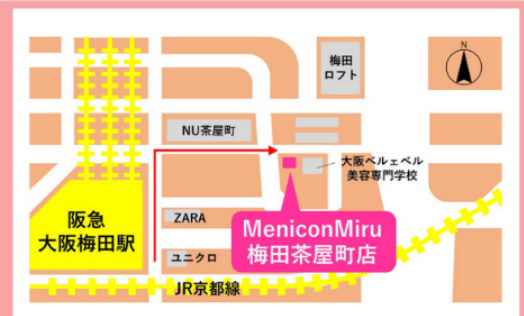 梅田
ロフト
N
NU茶屋町
大阪ベルェベル
美容専門学校
阪急
大阪梅田駅
ZARA
MeniconMiru
梅田茶屋町店
ユニクロ
JR京都線